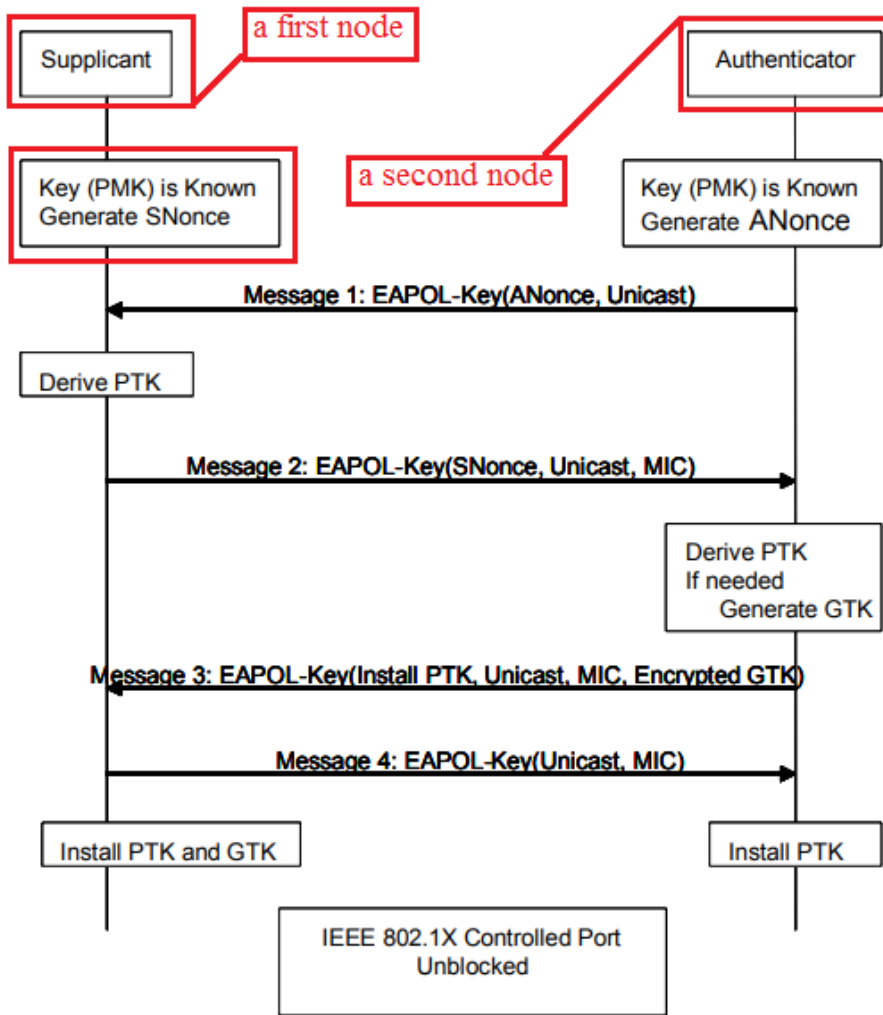 a first node
Supplicant
Authenticator
a second node
Key (PMK) is Known
Generate SNonce
Key (PMK) is Known
Generate ANonce
Message 1: EAPOL-Key(ANonce, Unicast)
Derive PTK
Message 2: EAPOL-Key(SNonce, Unicast, MIC)
Derive PTK
If needed
Generate GTK
Message 3: EAPOL-Key(Install PTK, Unicast, MIC, Encrypted GTK)
Message 4: EAPOL-Key(Unicast, MIC)
Install PTK and GTK
Install PTK
IEEE 802.1X Controlled Port
Unblocked